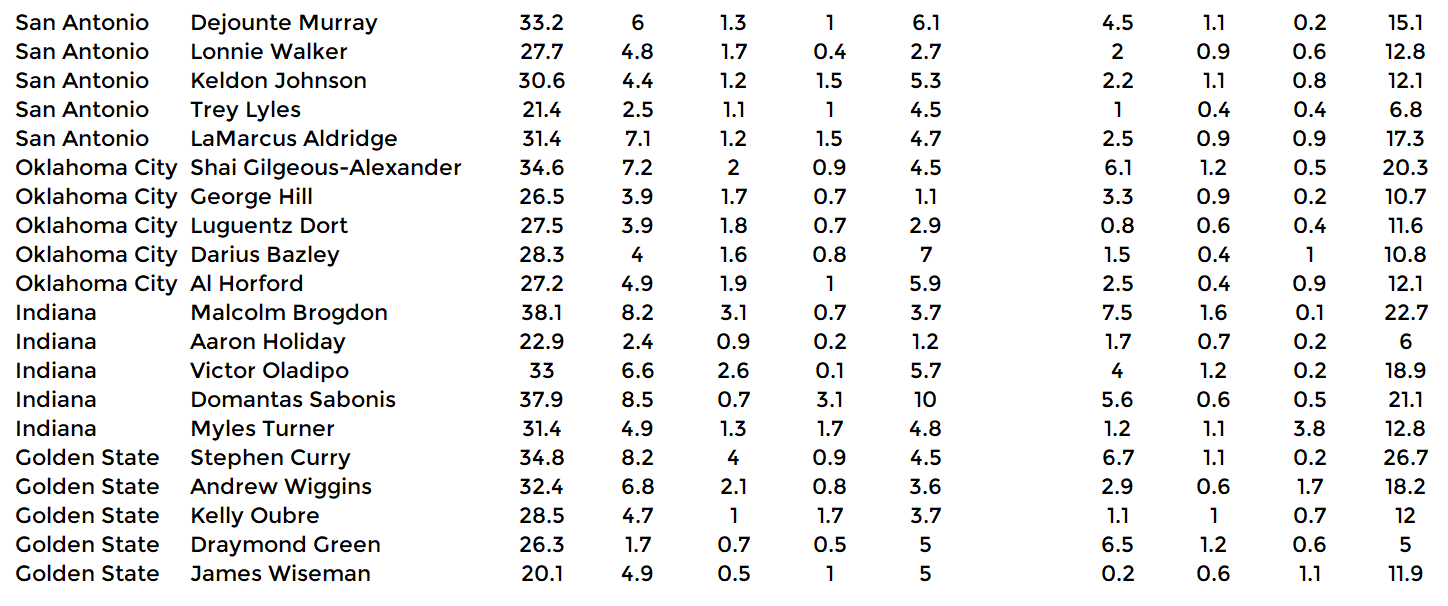 San Antonio Dejounte Murray 33.2 6 1.3 1 6.1 4.5 1.1 0.2 15.1
San Antonio Lonnie Walker 27.7 4.8 1.7 0.4 2.7 2 0.9 0.6 12.8
San Antonio Keldon Johnson 30.6 4.4 1.2 1.5 5.3 2.2 1.1 0.8 12.1
San Antonio Trey Lyles 21.4 2.5 1.1 1 4.5 1 0.4 0.4 6.8
San Antonio LaMarcus Aldridge 31.4 7.1 1.2 1.5 4.7 2.5 0.9 0.9 17.3
Oklahoma City Shai Gilgeous-Alexander 34.6 7.2 2 0.9 4.5 6.1 1.2 0.5 20.3
Oklahoma City George Hill 26.5 3.9 1.7 0.7 1.1 3.3 0.9 0.2 10.7
Oklahoma City Luguentz Dort 27.5 3.9 1.8 0.7 2.9 0.8 0.6 0.4 11.6
Oklahoma City Darius Bazley 28.3 4 1.6 0.8 7 1.5 0.4 1 10.8
Oklahoma City Al Horford 27.2 4.9 1.9 1 5.9 2.5 0.4 0.9 12.1
Indiana Malcolm Brogdon 38.1 8.2 3.1 0.7 3.7 7.5 1.6 0.1 22.7
Indiana Aaron Holiday 22.9 2.4 0.9 0.2 1.2 1.7 0.7 0.2 6
Indiana Victor Oladipo 33 6.6 2.6 0.1 5.7 4 1.2 0.2 18.9
Indiana Domantas Sabonis 37.9 8.5 0.7 3.1 10 5.6 0.6 0.5 21.1
Indiana Myles Turner 31.4 4.9 1.3 1.7 4.8 1.2 1.1 3.8 12.8
Golden State Stephen Curry 34.8 8.2 4 0.9 4.5 6.7 1.1 0.2 26.7
Golden State Andrew Wiggins 32.4 6.8 2.1 0.8 3.6 2.9 0.6 1.7 18.2
Golden State Kelly Oubre 28.5 4.7 1 1.7 3.7 1.1 1 0.7 12
Golden State Draymond Green 26.3 1.7 0.7 0.5 5 6.5 1.2 0.6 5
Golden State James Wiseman 20.1 4.9 0.5 1 5 0.2 0.6 1.1 11.9